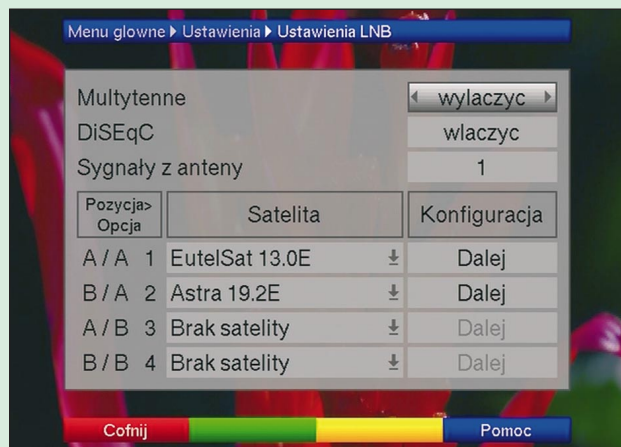 Menu glowne ▸ Ustawienia ▸ Ustawienia LNB
Multytenne wylaczyc
DiSEqC wlaczyc
Sygnały z anteny 1
Pozycja> Opcja Satelita Konfiguracja
A / A 1 EutelSat 13.0E Dalej
B / A 2 Astra 19.2E Dalej
A / B 3 Brak satelity Dalej
B / B 4 Brak satelity Dalej
Cofnij Pomoc